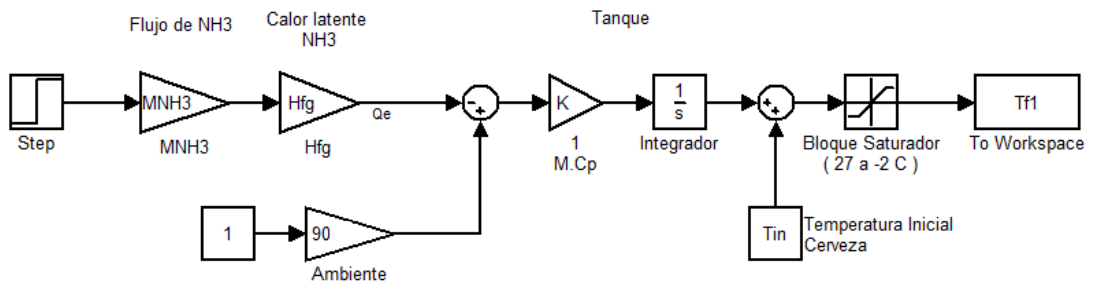 Flujo de NH3
Calor latente
NH3
Tanque
MNH3
Hfg
Qe
-
+
K
1
s
+
+
Tf1
Step
MNH3
Hfg
1
M.Cp
Integrador
Bloque Saturador
( 27 a -2 C )
To Workspace
1
90
Ambiente
Tin
Temperatura Inicial
Cerveza